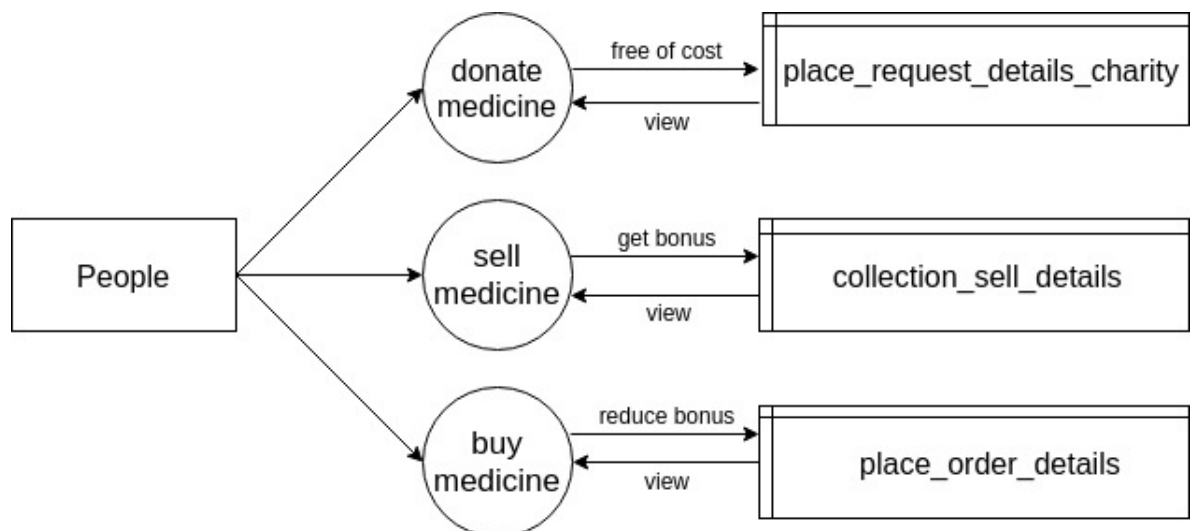 donate
medicine
free of cost
view
place_request_details_charity
People
sell
medicine
get bonus
view
collection_sell_details
buy
medicine
reduce bonus
view
place_order_details